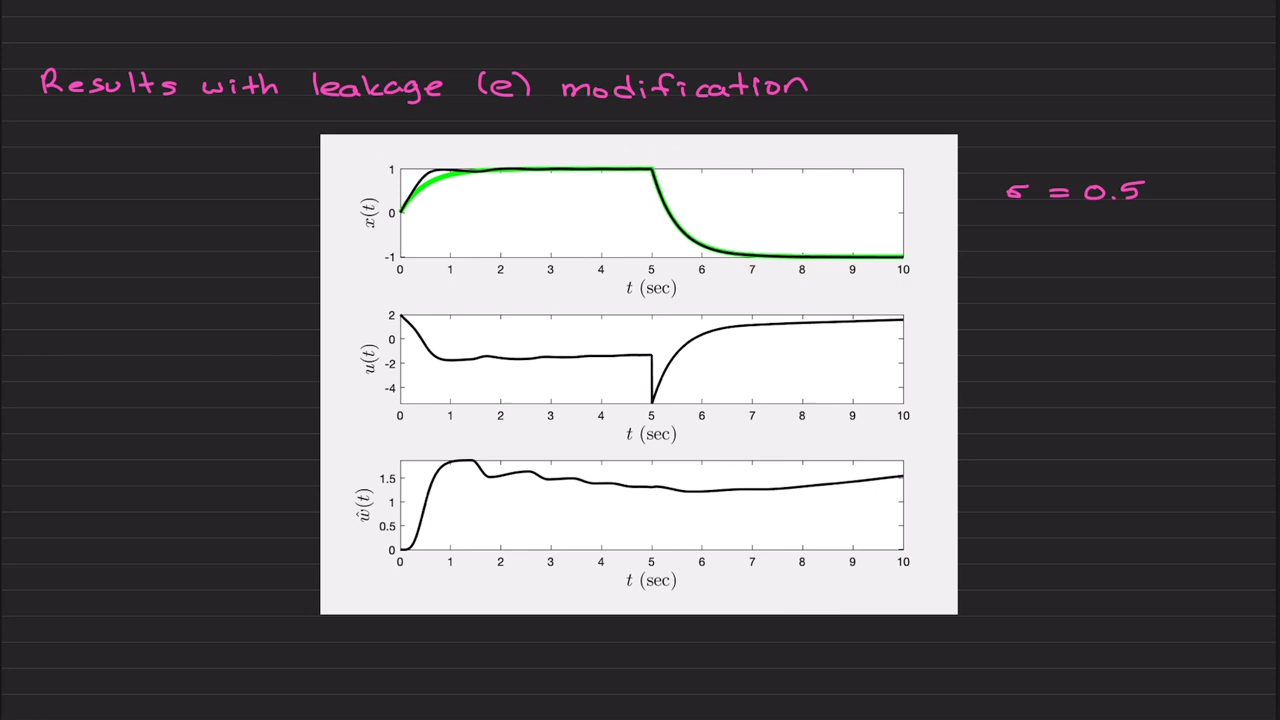 Results with leakage (e) modification
σ = 0.5
1
0
-1
x(t)
0 1 2 3 4 5 6 7 8 9 10
t (sec)
2
0
-2
-4
u(t)
0 1 2 3 4 5 6 7 8 9 10
t (sec)
1.5
1
0.5
0
ŵ(t)
0 1 2 3 4 5 6 7 8 9 10
t (sec)